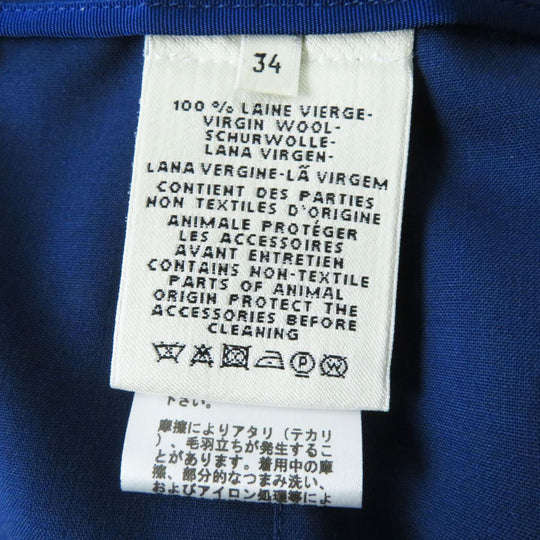 34
100 % LAINE VIERGE-
VIRGIN WOOL-
SCHURWOLLE-
LANA VIRGEN-
LANA VERGINE-LÃ VIRGEM
CONTIENT DES PARTIES
NON TEXTILES D'ORIGINE
ANIMALE PROTÉGER
LES ACCESSOIRES
AVANT ENTRETIEN
CONTAINS NON-TEXTILE
PARTS OF ANIMAL
ORIGIN PROTECT THE
ACCESSORIES BEFORE
CLEANING
P W
下さい。
摩擦によりアタリ（テカリ
）、毛羽立ちが発生するこ
とがあります。着用中の摩
擦、部分的なつまみ洗い、
およびアイロン処理等によ